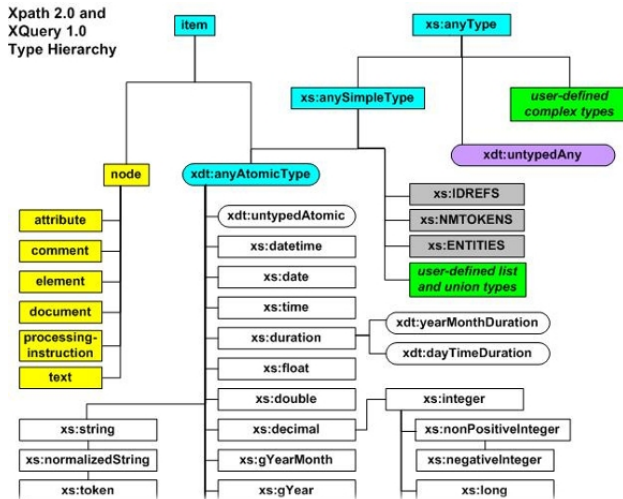 Xpath 2.0 and
XQuery 1.0
Type Hierarchy
item
xs:anyType
xs:anySimpleType
user-defined
complex types
node
xdt:anyAtomicType
xdt:untypedAny
attribute
comment
element
document
processing-
instruction
text
xdt:untypedAtomic
xs:datetime
xs:date
xs:time
xs:duration
xs:float
xs:double
xs:decimal
xs:gYearMonth
xs:gYear
xs:IDREFS
xs:NMTOKENS
xs:ENTITIES
user-defined list
and union types
xdt:yearMonthDuration
xdt:dayTimeDuration
xs:integer
xs:nonPositiveInteger
xs:negativeInteger
xs:long
xs:string
xs:normalizedString
xs:token